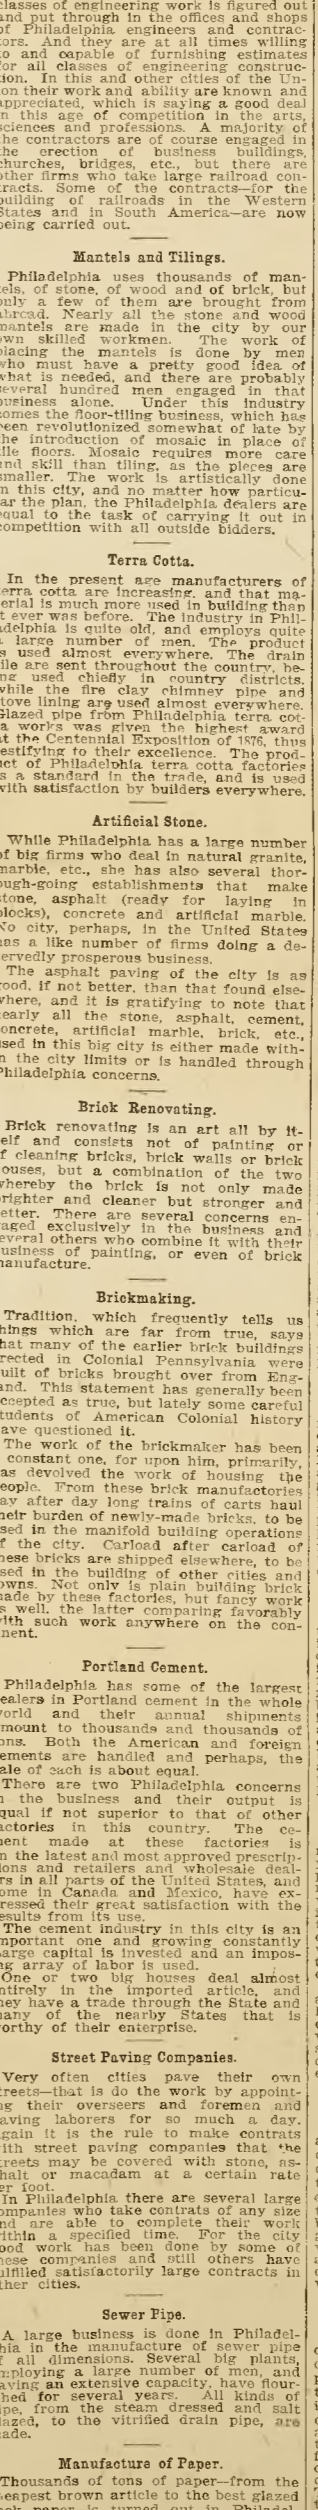 classes of engineering work is figured out
and put through in the offices and shops
of Philadelphia engineers and contrac-
tors. And they are at all times willing
to and capable of furnishing estimates
for all classes of engineering construc-
tion. In this and other cities of the Un-
ion their work and ability are known and
appreciated, which is saying a good deal
in this age of competition in the arts,
sciences and professions. A majority of
the contractors are of course engaged in
the erection of business buildings,
churches, bridges, etc., but there are
other firms who take large railroad con-
tracts. Some of the contracts—for the
building of railroads in the Western
States and in South America—are now
being carried out.
Mantels and Tilings.
Philadelphia uses thousands of man-
tels, of stone, of wood and of brick, but
only a few of them are brought from
abroad. Nearly all the stone and wood
mantels are made in the city by our
own skilled workmen. The work of
placing the mantels is done by men
who must have a pretty good idea of
what is needed, and there are probably
several hundred men engaged in that
business alone. Under this industry
comes the floor-tiling business, which has
been revolutionized somewhat of late by
the introduction of mosaic in place of
tile floors. Mosaic requires more care
and skill than tiling, as the pieces are
smaller. The work is artistically done
in this city, and no matter how particu-
lar the plan, the Philadelphia dealers are
equal to the task of carrying it out in
competition with all outside bidders.
Terra Cotta.
In the present age manufacturers of
terra cotta are increasing, and that ma-
terial is much more used in building than
it ever was before. The industry in Phil-
adelphia is quite old, and employs quite
a large number of men. The product
is used almost everywhere. The drain
tile are sent throughout the country, be-
ing used chiefly in country districts,
while the fire clay chimney pipe and
stove lining are used almost everywhere.
Glazed pipe from Philadelphia terra cot-
ta works was given the highest award
at the Centennial Exposition of 1876, thus
testifying to their excellence. The prod-
uct of Philadelphia terra cotta factories
is a standard in the trade, and is used
with satisfaction by builders everywhere.
Artificial Stone.
While Philadelphia has a large number
of big firms who deal in natural granite,
marble, etc., she has also several thor-
ough-going establishments that make
stone, asphalt (ready for laying in
blocks), concrete and artificial marble.
No city, perhaps, in the United States
has a like number of firms doing a de-
servedly prosperous business.
The asphalt paving of the city is as
good, if not better, than that found else-
where, and it is gratifying to note that
nearly all the stone, asphalt, cement,
concrete, artificial marble, brick, etc.,
used in this big city is either made with-
in the city limits or is handled through
Philadelphia concerns.
Brick Renovating.
Brick renovating is an art all by it-
self and consists not of painting or
of cleaning bricks, brick walls or brick
houses, but a combination of the two
whereby the brick is not only made
brighter and cleaner but stronger and
better. There are several concerns en-
gaged exclusively in the business and
several others who combine it with their
business of painting, or even of brick
manufacture.
Brickmaking.
Tradition, which frequently tells us
things which are far from true, says
that many of the earlier brick buildings
erected in Colonial Pennsylvania were
built of bricks brought over from Eng-
land. This statement has generally been
accepted as true, but lately some careful
students of American Colonial history
have questioned it.
The work of the brickmaker has been
a constant one, for upon him, primarily,
has devolved the work of housing the
people. From these brick manufactories
day after day long trains of carts haul
their burden of newly-made bricks, to be
used in the manifold building operations
of the city. Carload after carload of
these bricks are shipped elsewhere, to be
used in the building of other cities and
towns. Not only is plain building brick
made by these factories, but fancy work
as well, the latter comparing favorably
with such work anywhere on the con-
tinent.
Portland Cement.
Philadelphia has some of the largest
dealers in Portland cement in the whole
world and their annual shipments
amount to thousands and thousands of
tons. Both the American and foreign
cements are handled and perhaps, the
sale of each is about equal.
There are two Philadelphia concerns
in the business and their output is
equal if not superior to that of other
factories in this country. The ce-
ment made at these factories is
in the latest and most approved prescrip-
tions and retailers and wholesale deal-
ers in all parts of the United States, and
some in Canada and Mexico, have ex-
pressed their great satisfaction with the
results from its use.
The cement industry in this city is an
important one and growing constantly
Large capital is invested and an impos-
ing array of labor is used.
One or two big houses deal almost
entirely in the imported article, and
they have a trade through the State and
many of the nearby States that is
worthy of their enterprise.
Street Paving Companies.
Very often cities pave their own
streets—that is do the work by appoint-
ing their overseers and foremen and
paving laborers for so much a day.
Again it is the rule to make contrats
with street paving companies that the
streets may be covered with stone, as-
phalt or macadam at a certain rate
per foot.
In Philadelphia there are several large
companies who take contrats of any size
and are able to complete their work
within a specified time. For the city
good work has been done by some of
these companies and still others have
fulfilled satisfactorily large contracts in
other cities.
Sewer Pipe.
A large business is done in Philadel-
phia in the manufacture of sewer pipe
of all dimensions. Several big plants,
employing a large number of men, and
having an extensive capacity, have flour-
ished for several years. All kinds of
pipe, from the steam dressed and salt
glazed, to the vitrified drain pipe, are
made.
Manufacture of Paper.
Thousands of tons of paper—from the
cheapest brown article to the best glazed
book paper is turned out in Philadel-